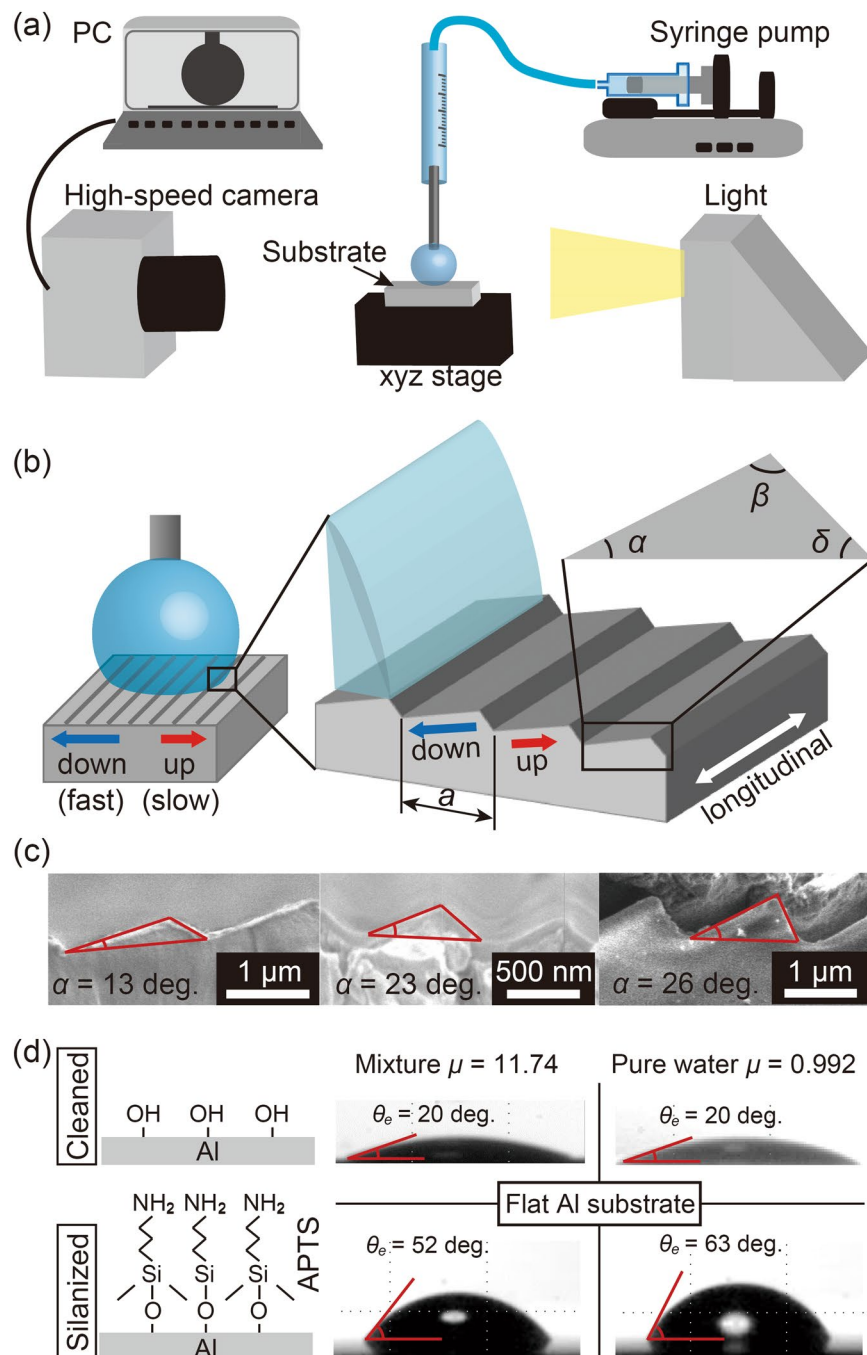 (a)
PC
Syringe pump
High-speed camera
Light
Substrate
xyz stage
(b)
β
α
δ
down
up
down
up
(fast)
(slow)
a
longitudinal
(c)
α = 13 deg.
1 µm
α = 23 deg.
500 nm
α = 26 deg.
1 µm
(d)
Mixture μ = 11.74
Pure water μ = 0.992
Cleaned
OH OH OH
Al
θe = 20 deg.
θe = 20 deg.
Flat Al substrate
Silanized
NH2 NH2 NH2
APTS
Si Si Si
O O O
Al
θe = 52 deg.
θe = 63 deg.